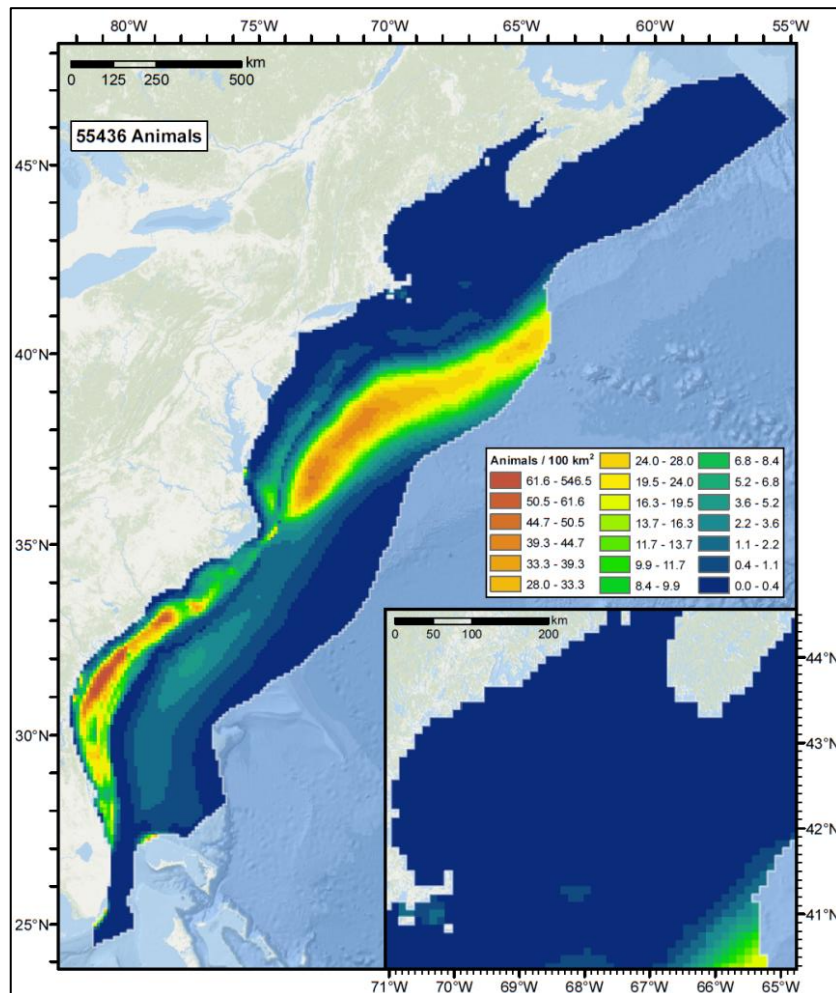 80°W 75°W 70°W 65°W 60°W 55°W
km
0 125 250 500
55436 Animals
45°N
40°N
35°N
30°N
25°N
Animals / 100 km²
61.6 - 546.5
50.5 - 61.6
44.7 - 50.5
39.3 - 44.7
33.3 - 39.3
28.0 - 33.3
24.0 - 28.0
19.5 - 24.0
16.3 - 19.5
13.7 - 16.3
11.7 - 13.7
9.9 - 11.7
8.4 - 9.9
6.8 - 8.4
5.2 - 6.8
3.6 - 5.2
2.2 - 3.6
1.1 - 2.2
0.4 - 1.1
0.0 - 0.4
km
0 50 100 200
44°N
43°N
42°N
41°N
71°W 70°W 69°W 68°W 67°W 66°W 65°W